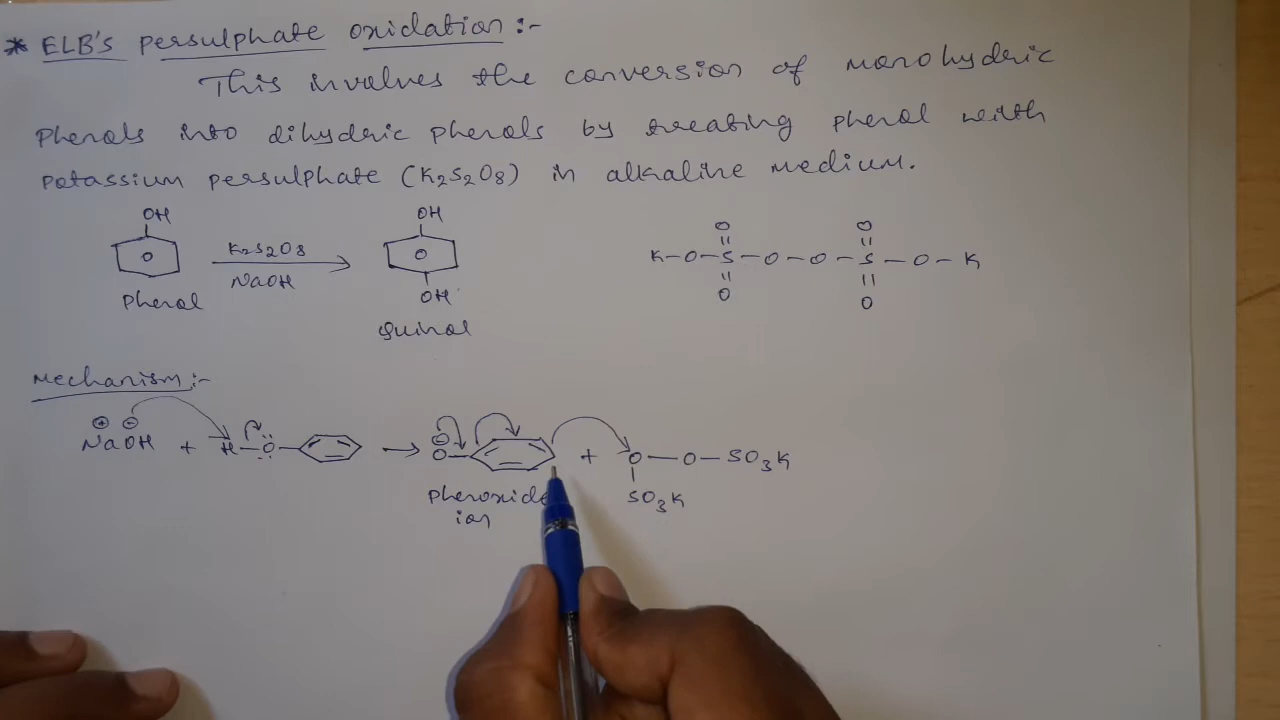 * ELB's persulphate oxidation :-
This involves the conversion of monohydric
Phenols into dihydric phenols by treating phenol with
potassium persulphate (K2S2O8) in alkaline medium.
OH
K2S2O8
NaOH
Phenol
OH
OH
quinol
O O
K-O-S-O-O-S-O-K
O O
Mechanism :-
NaOH + H-O- → O- + O-O-SO3K
SO3K
Phenoxide
ion